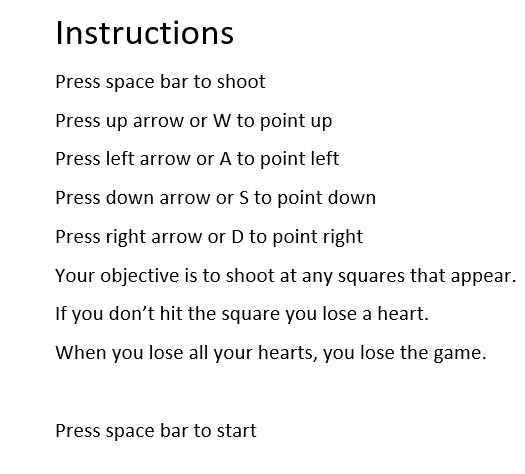 Instructions
Press space bar to shoot
Press up arrow or W to point up
Press left arrow or A to point left
Press down arrow or S to point down
Press right arrow or D to point right
Your objective is to shoot at any squares that appear.
If you don’t hit the square you lose a heart.
When you lose all your hearts, you lose the game.
Press space bar to start